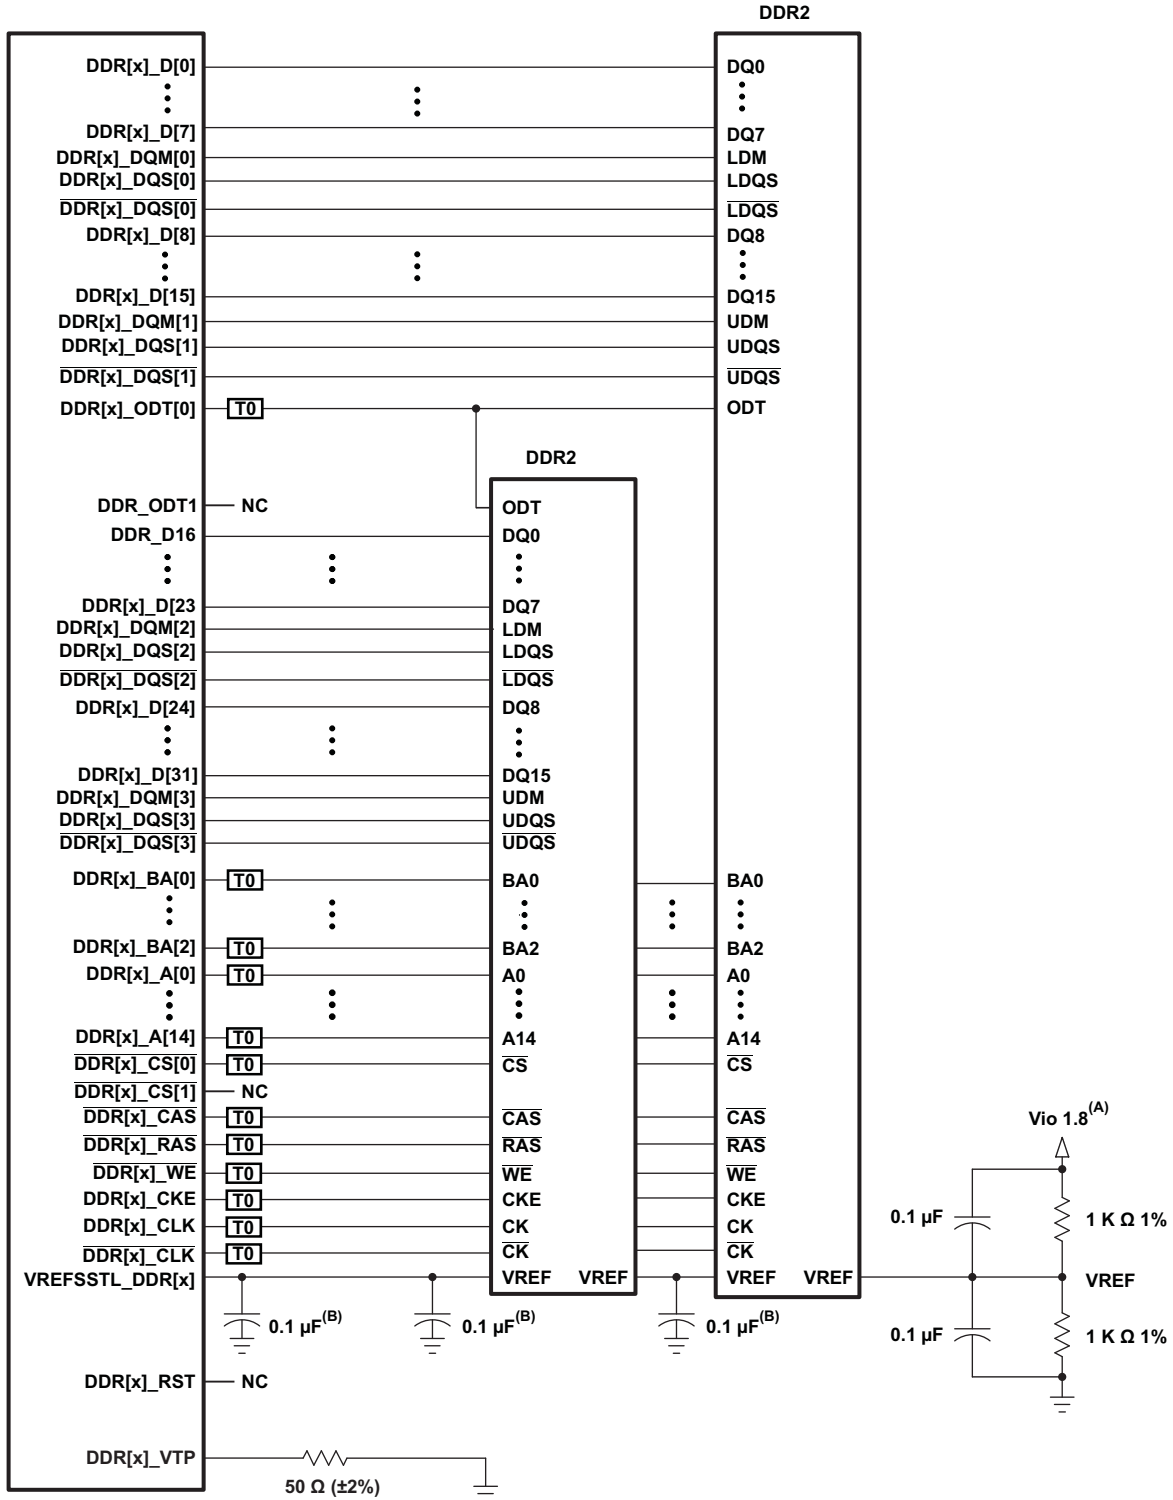 DDR2
DDR[x]_D[0] DQ0
DDR[x]_D[7] DQ7
DDR[x]_DQM[0] LDM
DDR[x]_DQS[0] LDQS
DDR[x]_DQS[0] LDQS
DDR[x]_D[8] DQ8
DDR[x]_D[15] DQ15
DDR[x]_DQM[1] UDM
DDR[x]_DQS[1] UDQS
DDR[x]_DQS[1] UDQS
DDR[x]_ODT[0] T0 ODT
DDR2
DDR_ODT1 NC ODT
DDR_D16 DQ0
DDR[x]_D[23 DQ7
DDR[x]_DQM[2] LDM
DDR[x]_DQS[2] LDQS
DDR[x]_DQS[2] LDQS
DDR[x]_D[24] DQ8
DDR[x]_D[31] DQ15
DDR[x]_DQM[3] UDM
DDR[x]_DQS[3] UDQS
DDR[x]_DQS[3] UDQS
DDR[x]_BA[0] T0 BA0 BA0
DDR[x]_BA[2] T0 BA2 BA2
DDR[x]_A[0] T0 A0 A0
DDR[x]_A[14] T0 A14 A14
DDR[x]_CS[0] T0 CS CS
DDR[x]_CS[1] NC
DDR[x]_CAS T0 CAS CAS
Vio 1.8(A)
DDR[x]_RAS T0 RAS RAS
DDR[x]_WE T0 WE WE
DDR[x]_CKE T0 CKE CKE
0.1 µF 1 K Ω 1%
DDR[x]_CLK T0 CK CK
DDR[x]_CLK T0 CK CK
VREFSSTL_DDR[x] VREF VREF VREF VREF VREF
0.1 µF(B) 0.1 µF(B) 0.1 µF(B) 0.1 µF 1 K Ω 1%
DDR[x]_RST NC
DDR[x]_VTP
50 Ω (±2%)